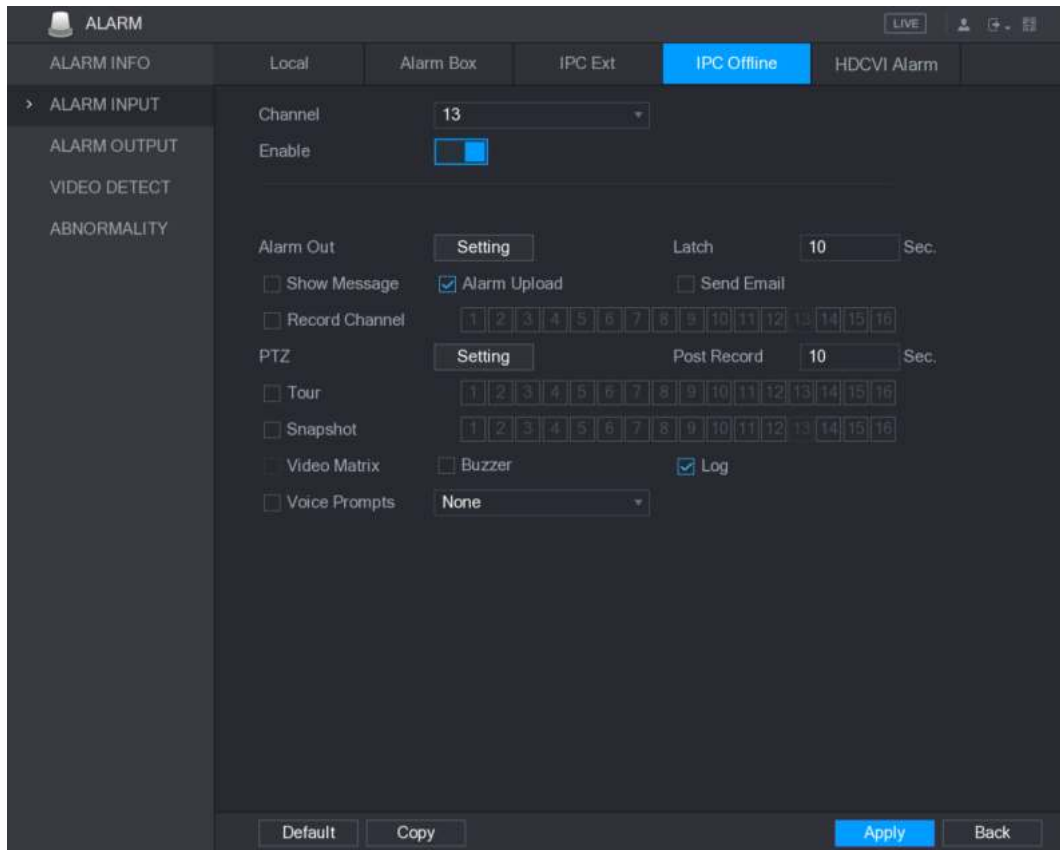 ALARM LIVE
ALARM INFO
> ALARM INPUT
ALARM OUTPUT
VIDEO DETECT
ABNORMALITY
Local Alarm Box IPC Ext IPC Offline HDCVI Alarm
Channel 13
Enable
Alarm Out Setting Latch 10 Sec.
Show Message Alarm Upload Send Email
Record Channel 1 2 3 4 5 6 7 8 9 10 11 12 13 14 15 16
PTZ Setting Post Record 10 Sec.
Tour 1 2 3 4 5 6 7 8 9 10 11 12 13 14 15 16
Snapshot 1 2 3 4 5 6 7 8 9 10 11 12 13 14 15 16
Video Matrix Buzzer Log
Voice Prompts None
Default Copy Apply Back